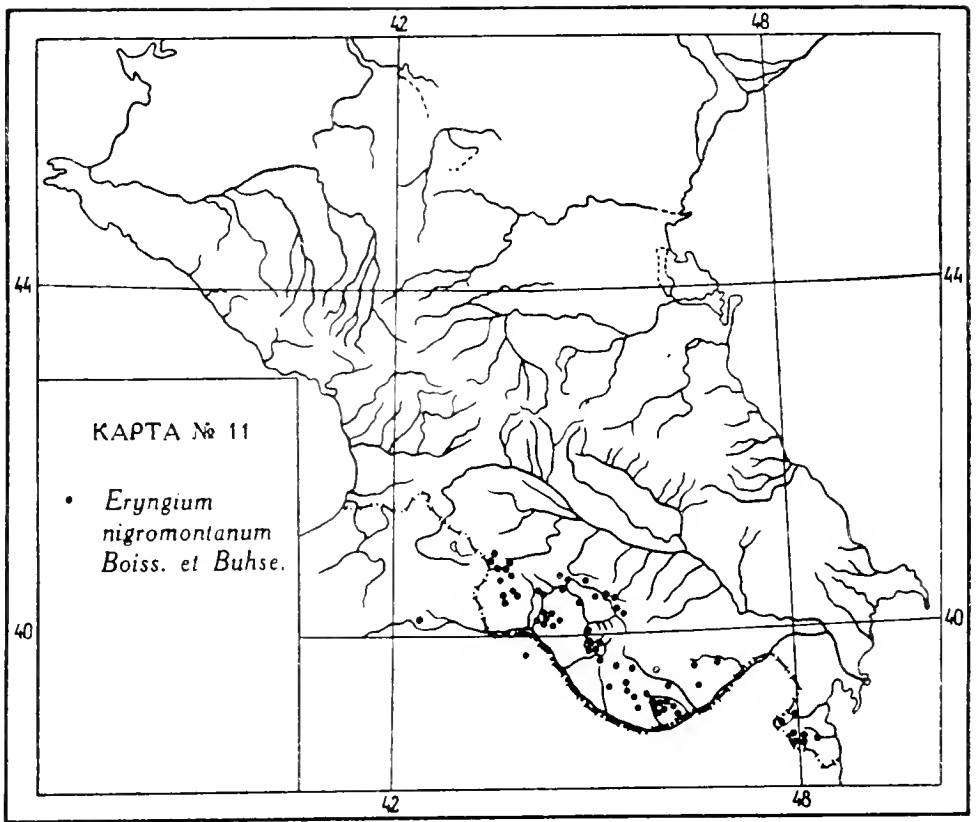 42 48
44 44
КАРТА № 11
• Eryngium
nigromontanum
Boiss. et Buhse.
40 40
42 48